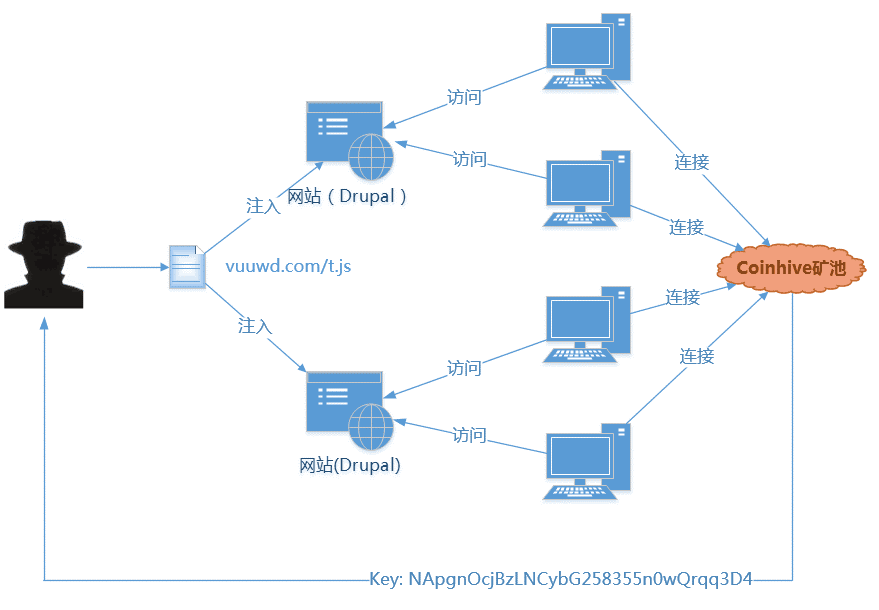 访问
连接
访问
注入
网站（Drupal）
连接
vuuwd.com/t.js
Coinhive矿池
连接
注入
连接
访问
访问
网站(Drupal)
Key: NApgnOcjBzLNCybG258355n0wQrqq3D4